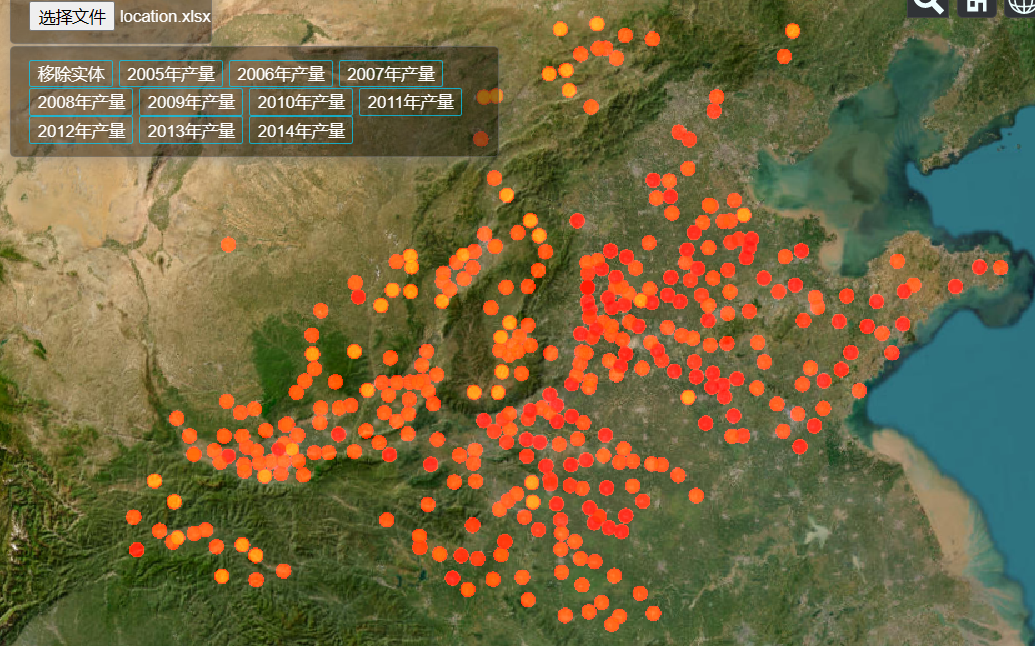 选择文件 location.xlsx
移除实体 2005年产量 2006年产量 2007年产量
2008年产量 2009年产量 2010年产量 2011年产量
2012年产量 2013年产量 2014年产量